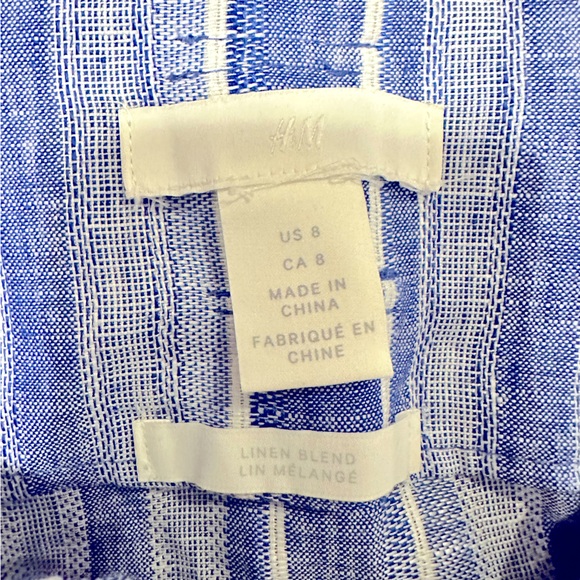 H&M
US 8
CA 8
MADE IN
CHINA
FABRIQUÉ EN
CHINE
LINEN BLEND
LIN MÉLANGÉ